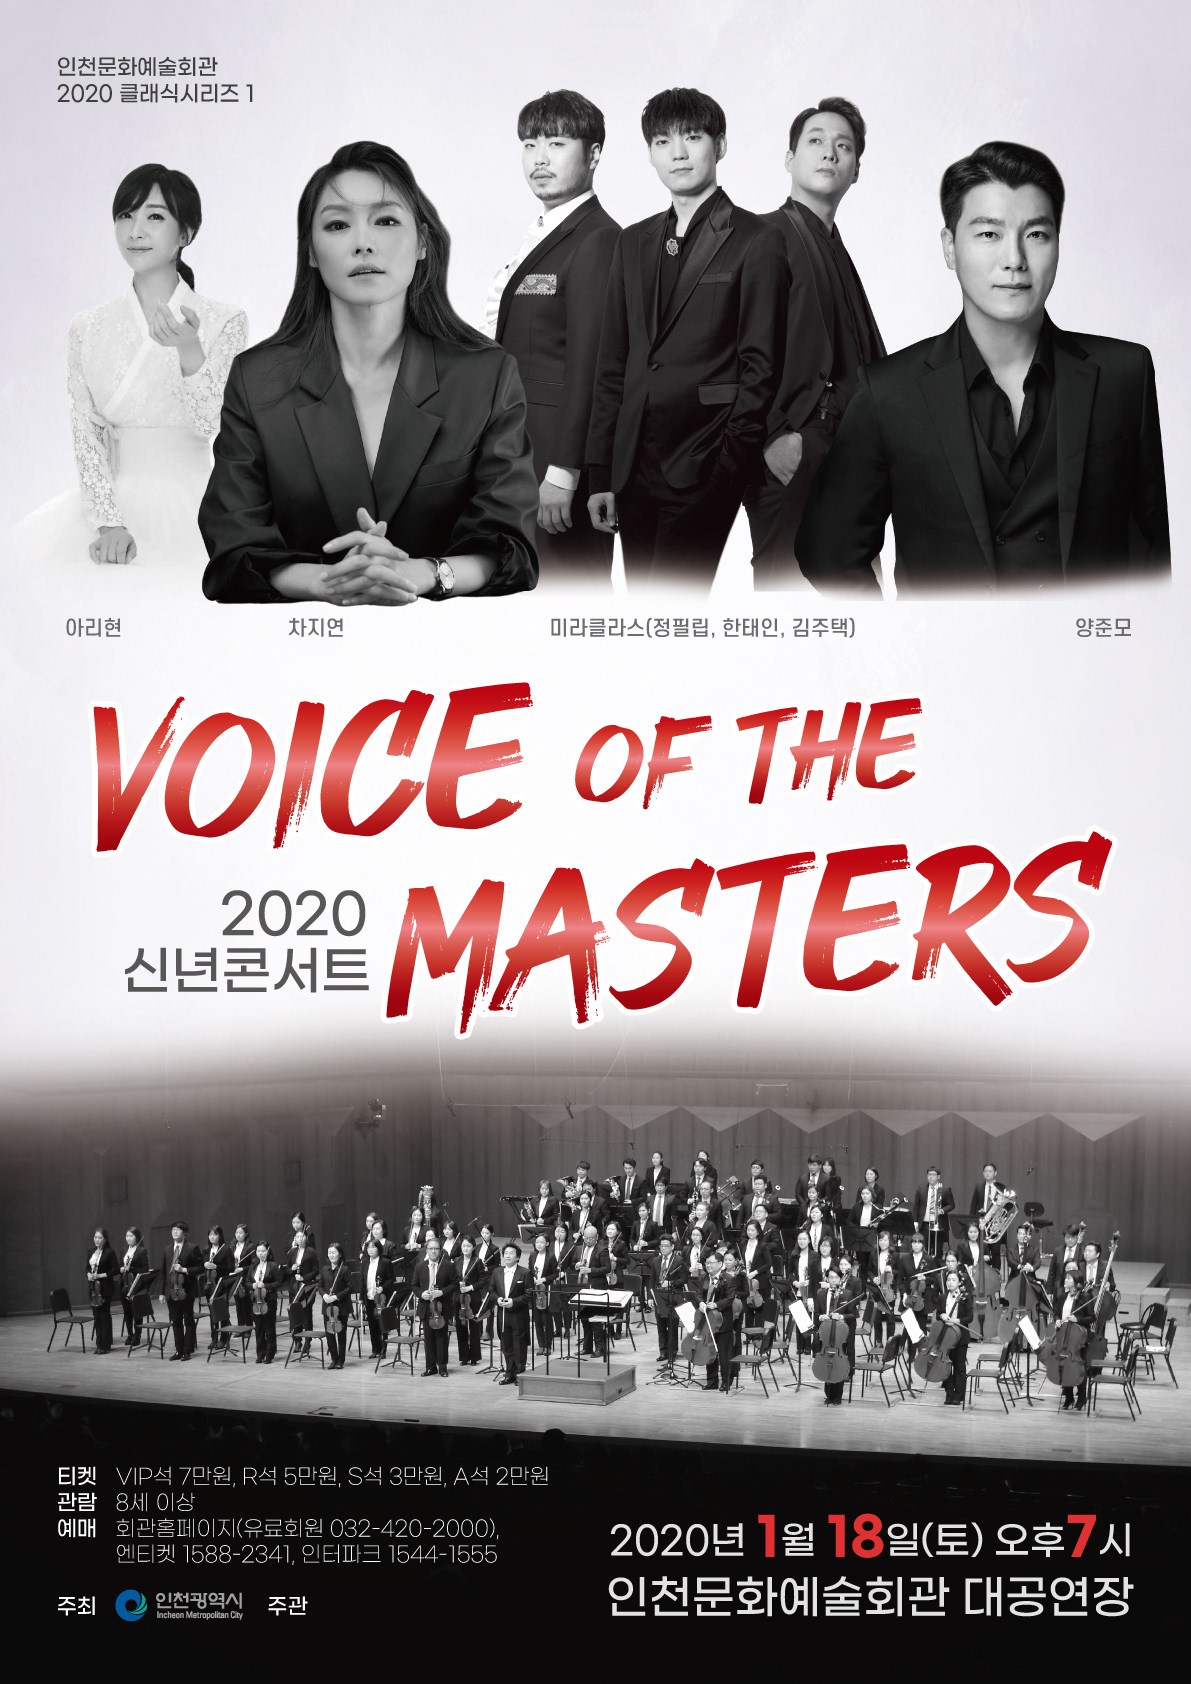 인천문화예술회관
2020 클래식시리즈 1
아리현
차지연
미라클라스(정필립, 한태인, 김주택)
양준모
VOICE OF THE
MASTERS
2020
신년콘서트
티켓 VIP석 7만원, R석 5만원, S석 3만원, A석 2만원
관람 8세 이상
예매 회관홈페이지(유료회원 032-420-2000),
엔티켓 1588-2341, 인터파크 1544-1555
주최 인천광역시 Incheon Metropolitan City 주관
2020년 1월 18일(토) 오후7시
인천문화예술회관 대공연장